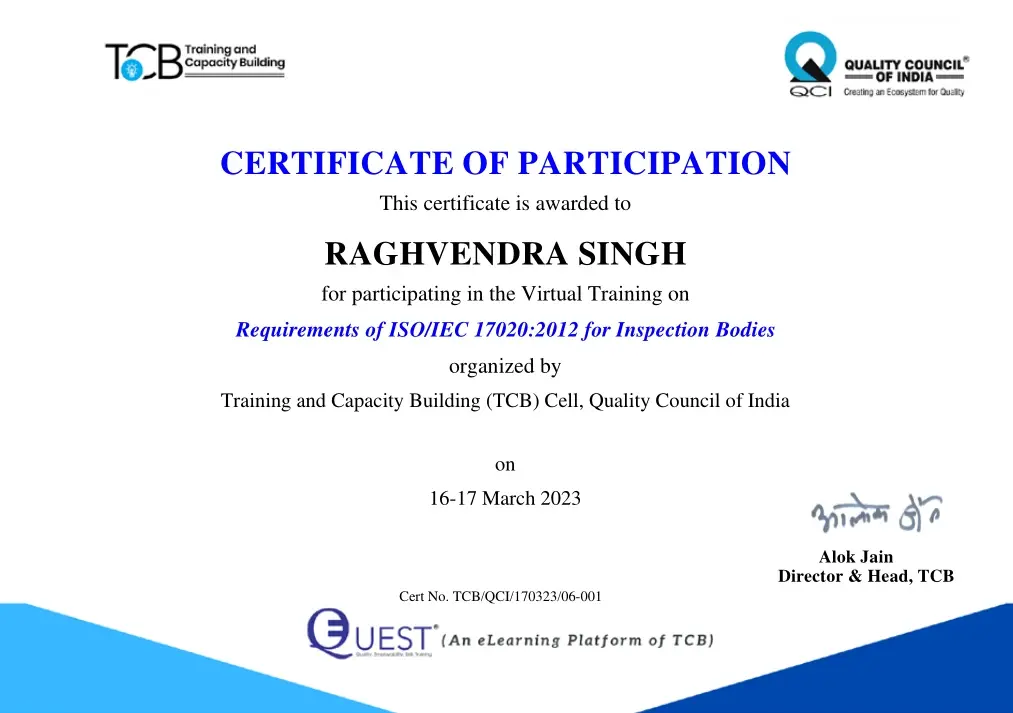 TCB Training and
Capacity Building
QUALITY COUNCIL®
OF INDIA
QCI Creating an Ecosystem for Quality
CERTIFICATE OF PARTICIPATION
This certificate is awarded to
RAGHVENDRA SINGH
for participating in the Virtual Training on
Requirements of ISO/IEC 17020:2012 for Inspection Bodies
organized by
Training and Capacity Building (TCB) Cell, Quality Council of India
on
16-17 March 2023
आलोक जैन
Alok Jain
Director & Head, TCB
Cert No. TCB/QCI/170323/06-001
EQUEST® (An eLearning Platform of TCB)